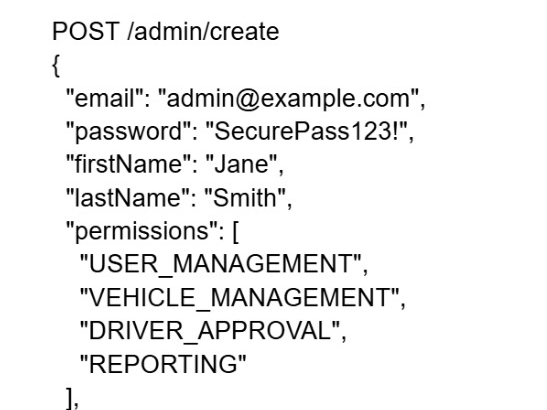 POST /admin/create
{
"email": "admin@example.com",
"password": "SecurePass123!",
"firstName": "Jane",
"lastName": "Smith",
"permissions": [
"USER_MANAGEMENT",
"VEHICLE_MANAGEMENT",
"DRIVER_APPROVAL",
"REPORTING"
],